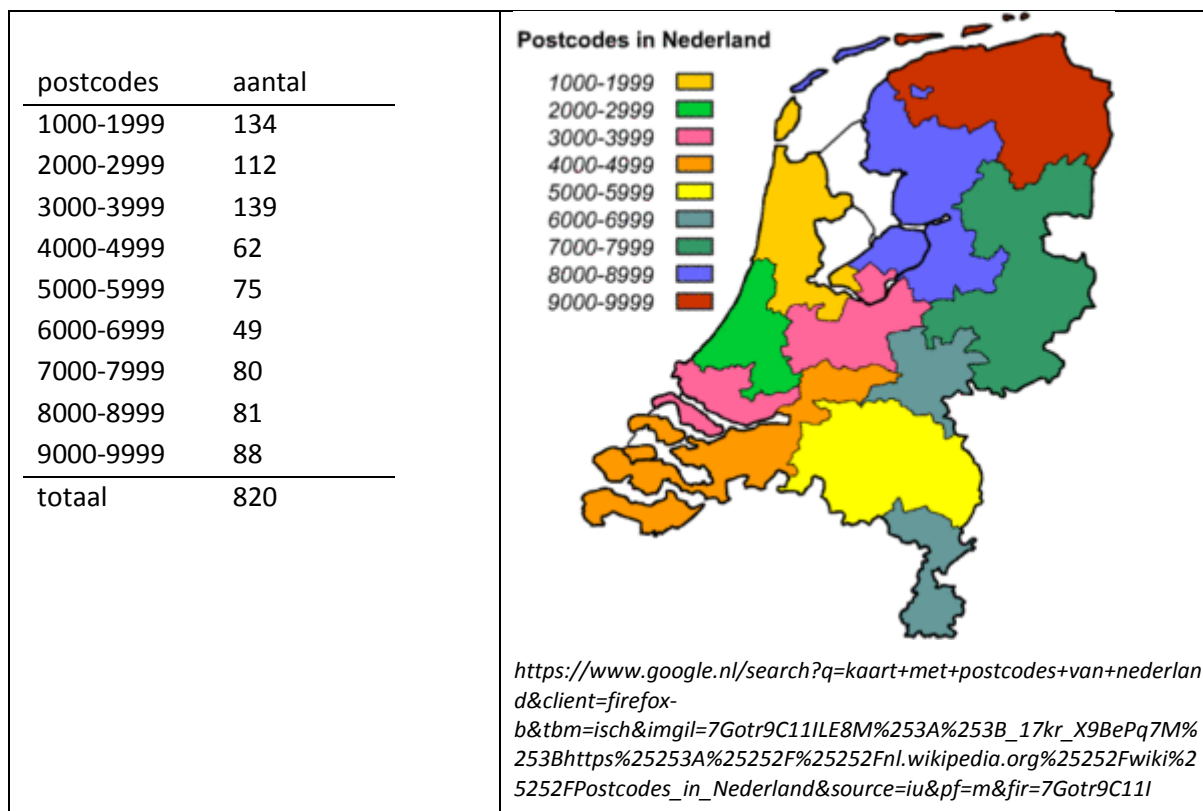 postcodes aantal
1000-1999 134
2000-2999 112
3000-3999 139
4000-4999 62
5000-5999 75
6000-6999 49
7000-7999 80
8000-8999 81
9000-9999 88
totaal 820
Postcodes in Nederland
1000-1999
2000-2999
3000-3999
4000-4999
5000-5999
6000-6999
7000-7999
8000-8999
9000-9999
https://www.google.nl/search?q=kaart+met+postcodes+van+nederlan
d&client=firefox-
b&tbm=isch&imgil=7Gotr9C11ILE8M%253A%253B_17kr_X9BePq7M%
253Bhttps%25253A%25252F%25252Fnl.wikipedia.org%25252Fwiki%2
5252FPostcodes_in_Nederland&source=iu&pf=m&fir=7Gotr9C11I